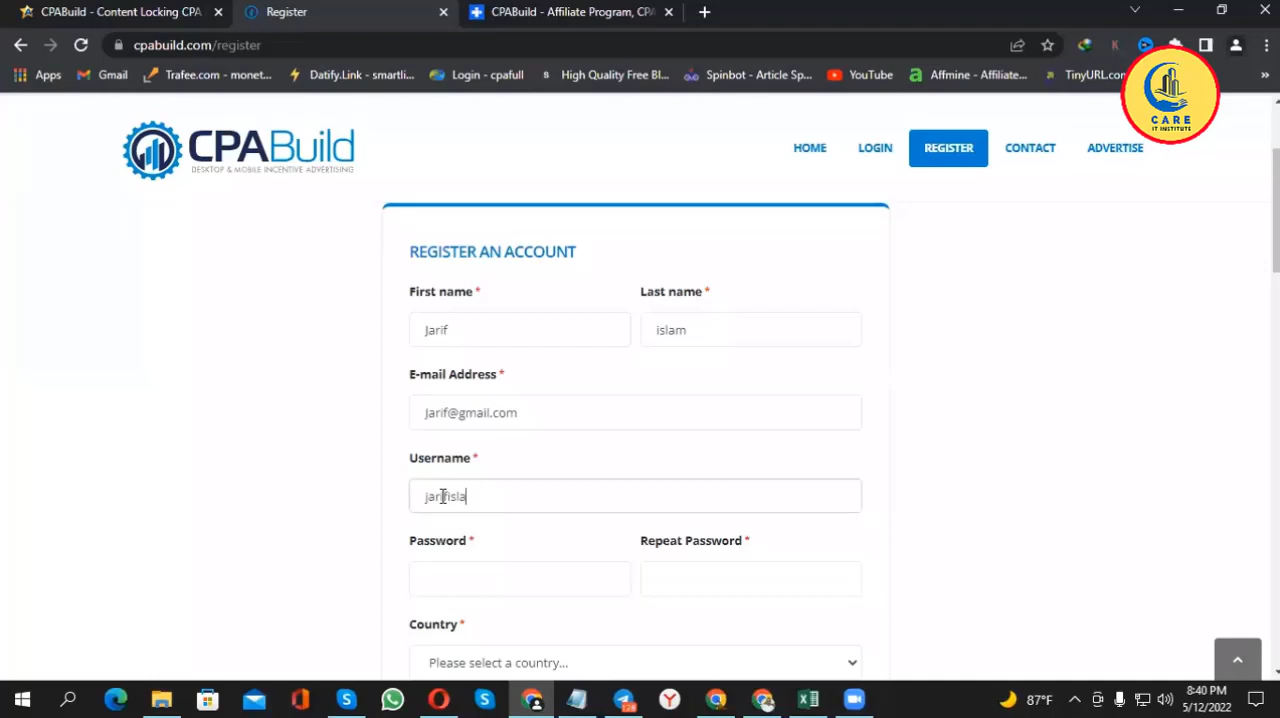 CPABuild - Content Locking CPA
Register
CPABuild - Affiliate Program, CPA
cpabuild.com/register
Apps
Gmail
Trafee.com - monet...
Datify.Link - smartli...
Login - cpafull
High Quality Free Bl...
Spinbot - Article Sp...
YouTube
Affmine - Affiliate...
TinyURL.com
CARE
IT INSTITUTE
CPABuild
DESKTOP & MOBILE INCENTIVE ADVERTISING
HOME
LOGIN
REGISTER
CONTACT
ADVERTISE
REGISTER AN ACCOUNT
First name *
Last name *
Jarif
islam
E-mail Address *
Jarif@gmail.com
Username *
jarifisla
Password *
Repeat Password *
Country *
Please select a country...
128
87°F
8:40 PM
5/12/2022